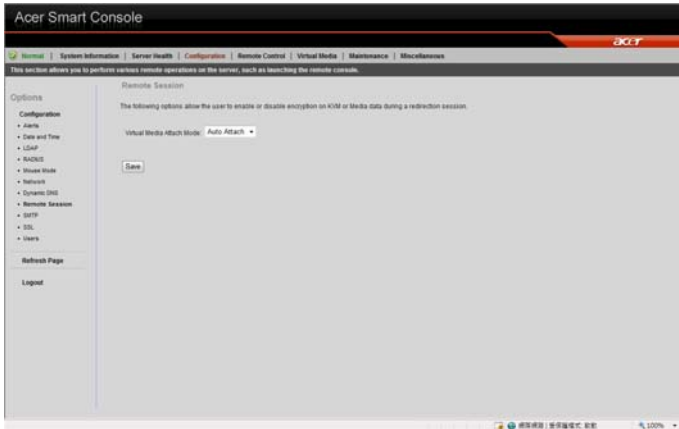 Acer Smart Console
acer
Normal | System Information | Server Health | Configuration | Remote Control | Virtual Media | Maintenance | Miscellaneous
This section allows you to perform various remote operations on the server, such as launching the remote console.
Options
Configuration
• Alerts
• Date and Time
• LDAP
• RADIUS
• Mouse Mode
• Network
• Dynamic DNS
• Remote Session
• SMTP
• SSL
• Users
Refresh Page
Logout
Remote Session
The following options allow the user to enable or disable encryption on KVM or Media data during a redirection session.
Virtual Media Attach Mode: Auto Attach
Save
100%